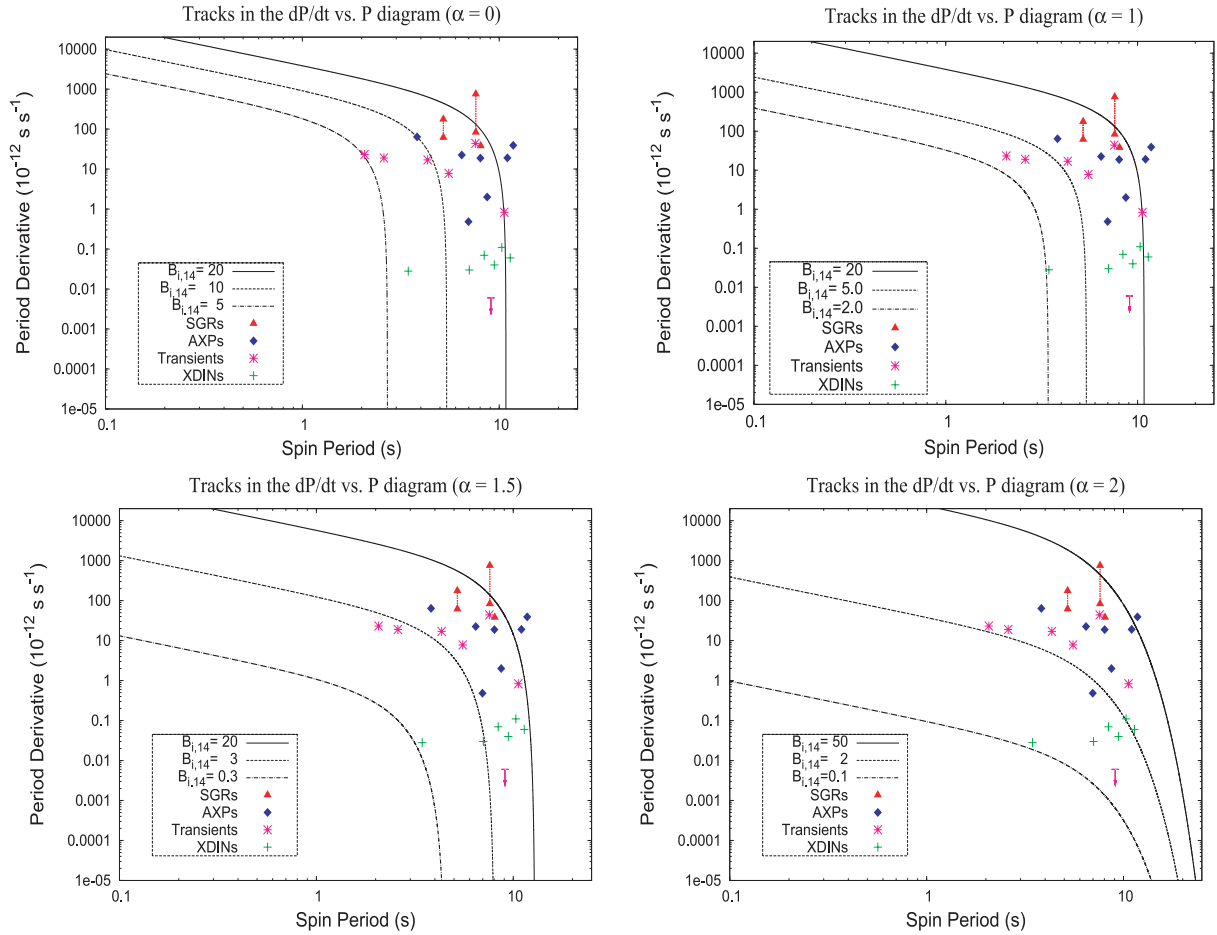 Tracks in the dP/dt vs. P diagram (α = 0)
Period Derivative (10⁻¹² s s⁻¹)
10000
1000
100
10
1
0.1
0.01
0.001
0.0001
1e-05
B_i,14= 20
B_i,14= 10
B_i,14= 5
SGRs
AXPs
Transients
XDINs
0.1 1 10
Spin Period (s)
Tracks in the dP/dt vs. P diagram (α = 1)
Period Derivative (10⁻¹² s s⁻¹)
10000
1000
100
10
1
0.1
0.01
0.001
0.0001
1e-05
B_i,14= 20
B_i,14= 5.0
B_i,14= 2.0
SGRs
AXPs
Transients
XDINs
0.1 1 10
Spin Period (s)
Tracks in the dP/dt vs. P diagram (α = 1.5)
Period Derivative (10⁻¹² s s⁻¹)
10000
1000
100
10
1
0.1
0.01
0.001
0.0001
1e-05
B_i,14= 20
B_i,14= 3
B_i,14= 0.3
SGRs
AXPs
Transients
XDINs
0.1 1 10
Spin Period (s)
Tracks in the dP/dt vs. P diagram (α = 2)
Period Derivative (10⁻¹² s s⁻¹)
10000
1000
100
10
1
0.1
0.01
0.001
0.0001
1e-05
B_i,14= 50
B_i,14= 2
B_i,14=0.1
SGRs
AXPs
Transients
XDINs
0.1 1 10
Spin Period (s)